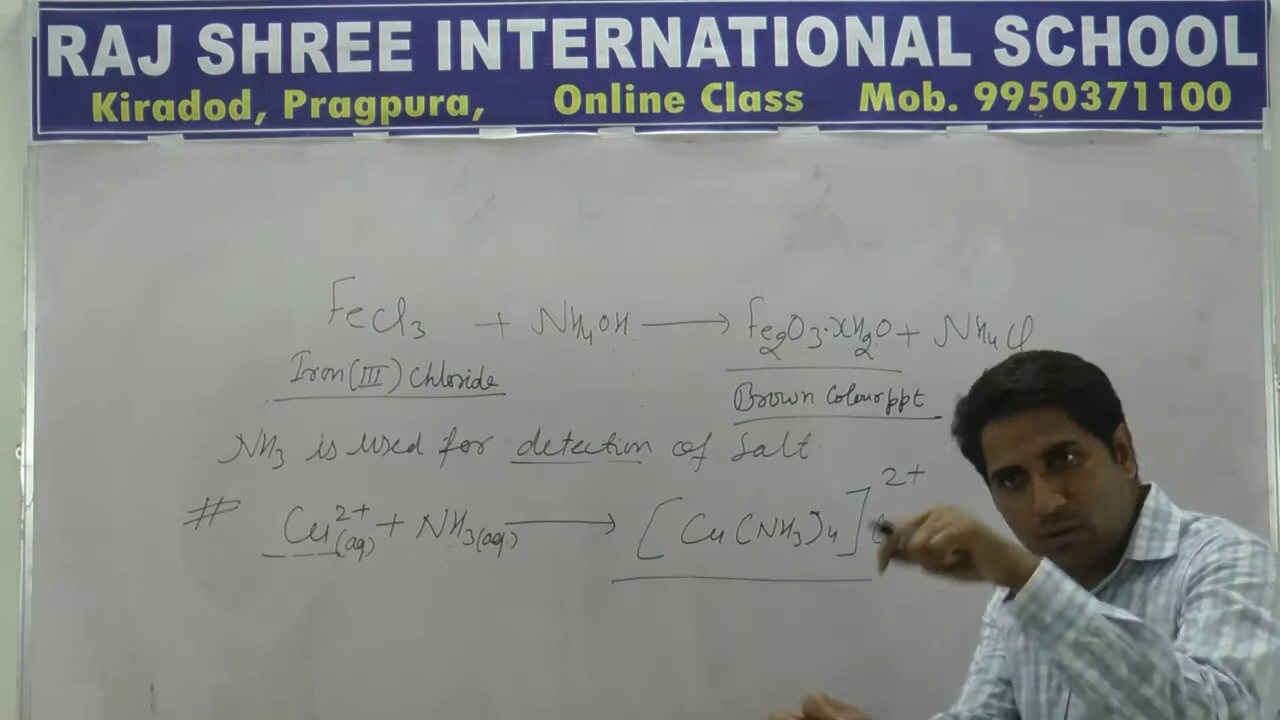 RAJ SHREE INTERNATIONAL SCHOOL
Kiradod, Pragpura, Online Class Mob. 9950371100
FeCl₃ + NH₄OH ⟶ Fe₂O₃·xH₂O + NH₄Cl
Iron(III) Chloride Brown Colour ppt
NH₃ is used for detection of Salt.
# Cu²⁺(aq) + NH₃(aq) ⟶ [Cu(NH₃)₄]²⁺